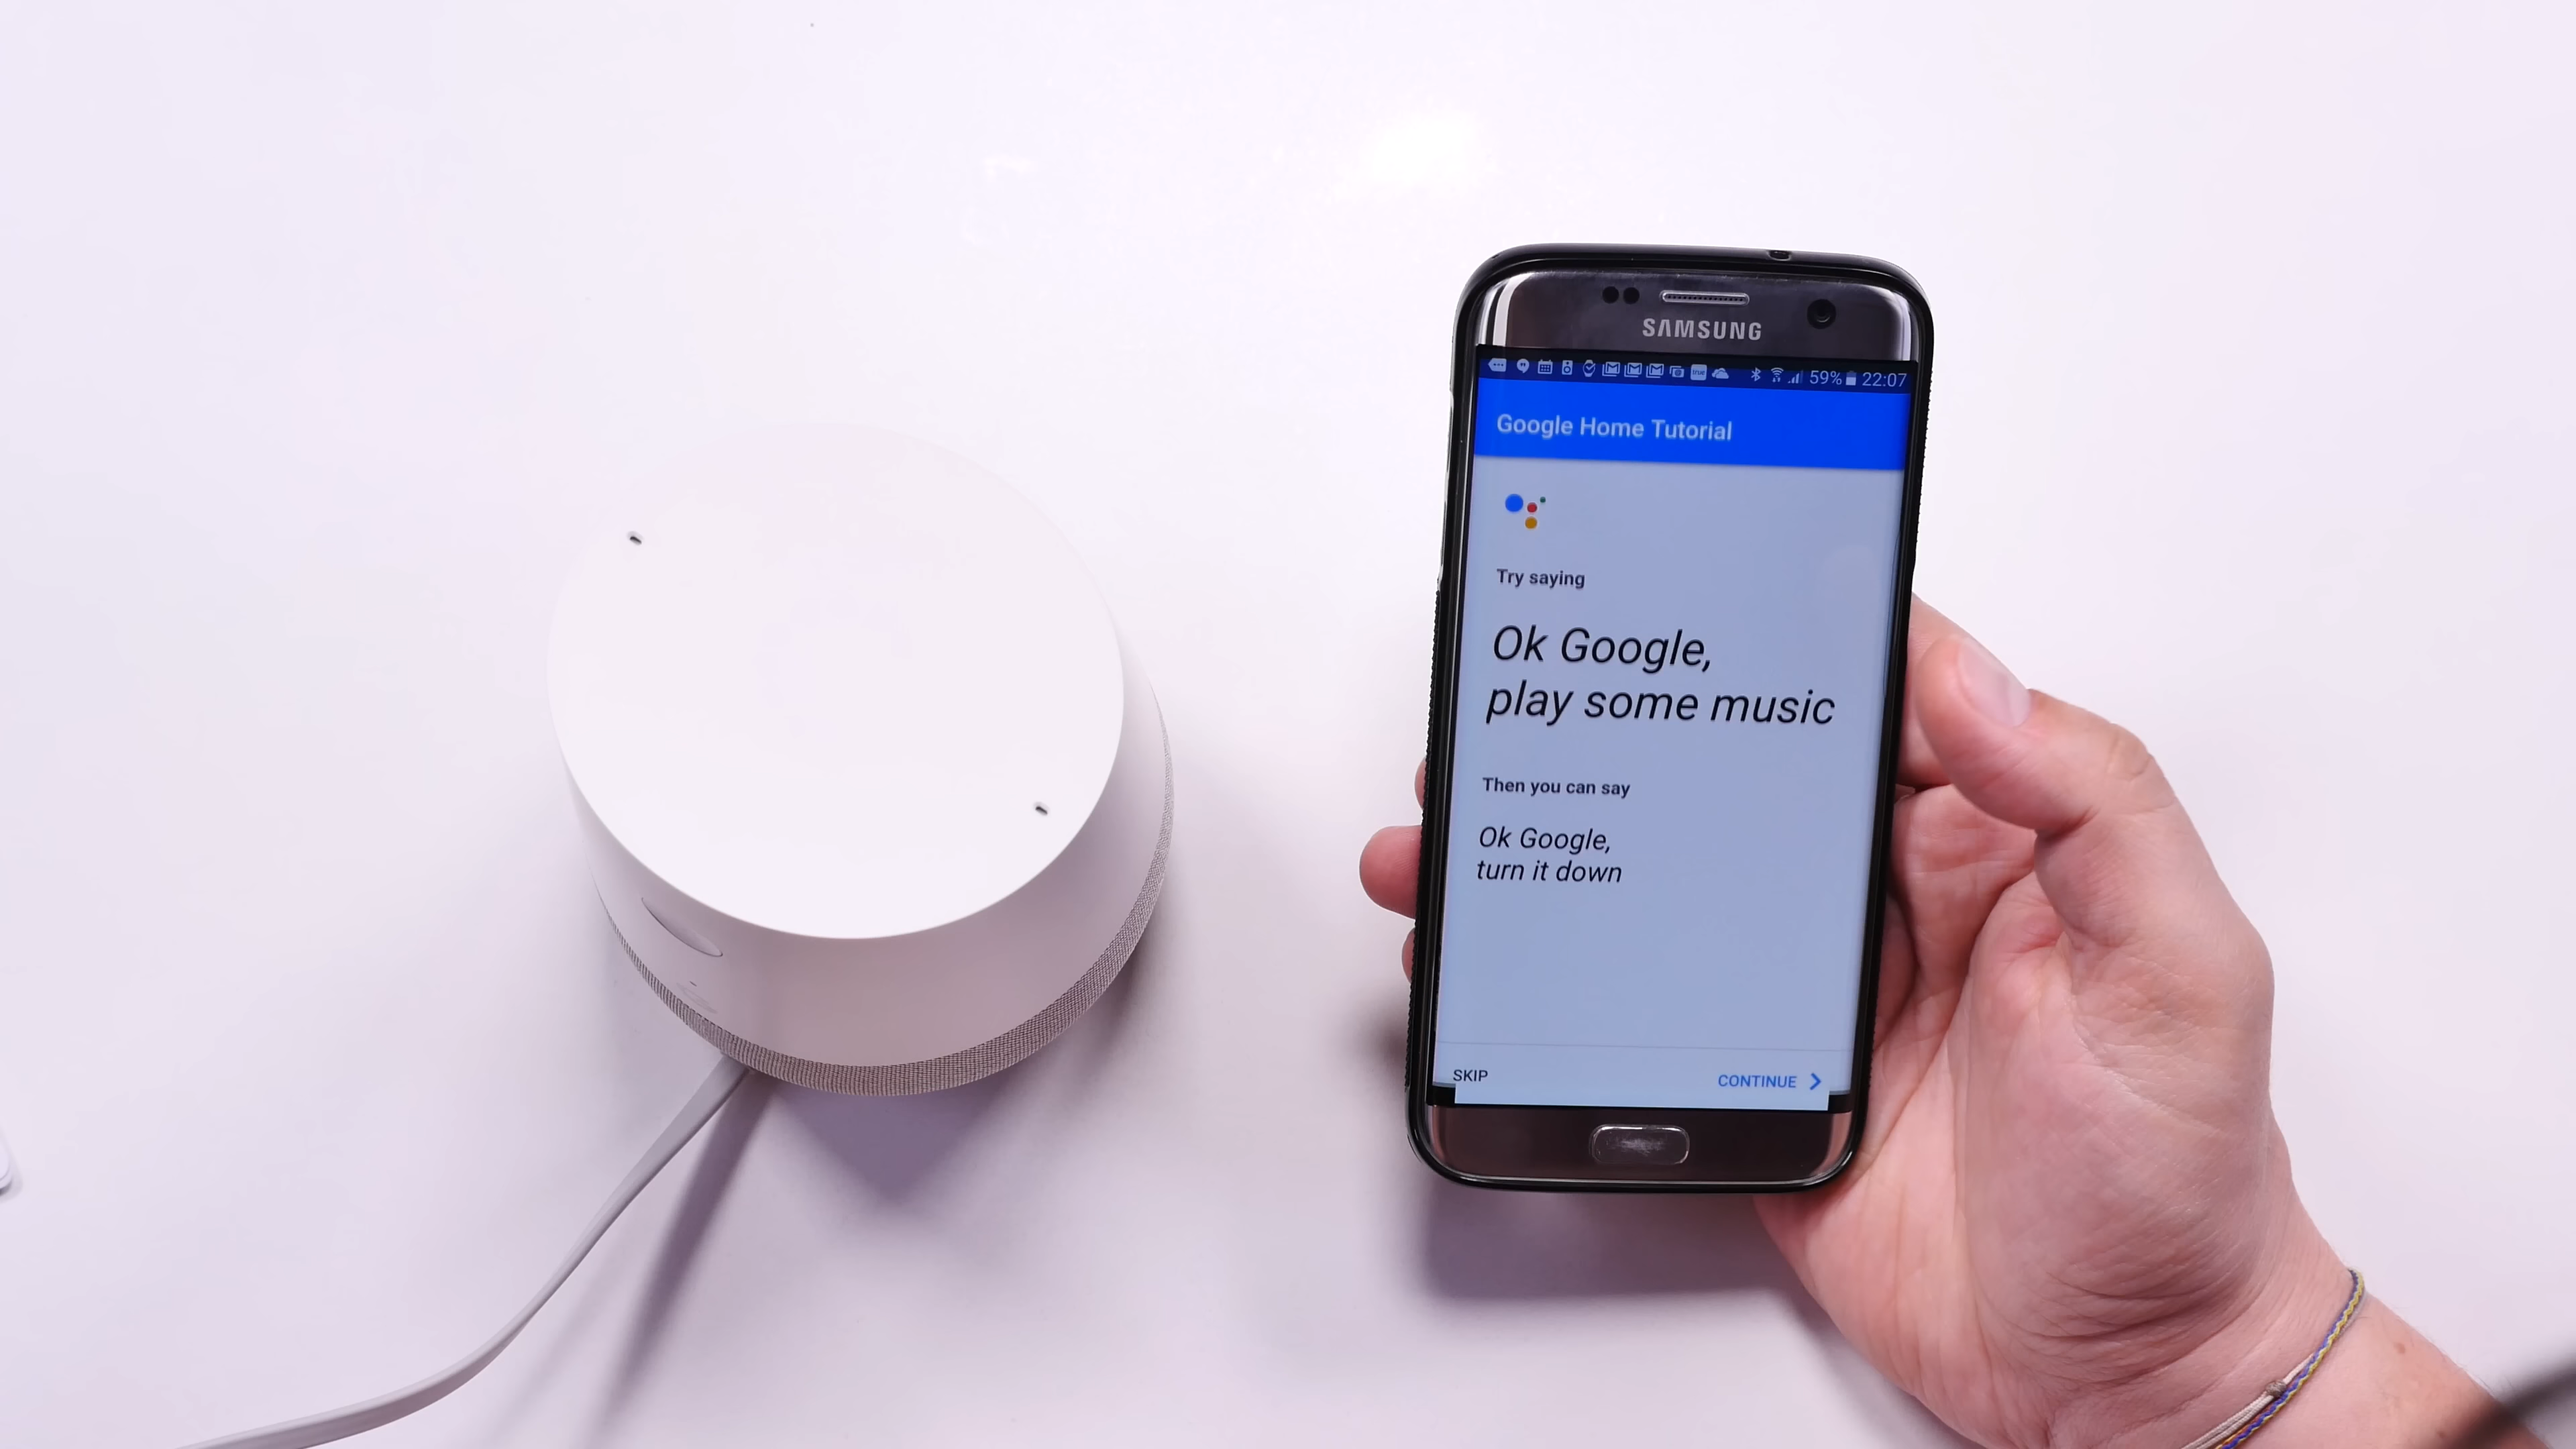 SAMSUNG
59% 22:07
Google Home Tutorial
Try saying
Ok Google,
play some music
Then you can say
Ok Google,
turn it down
SKIP
CONTINUE